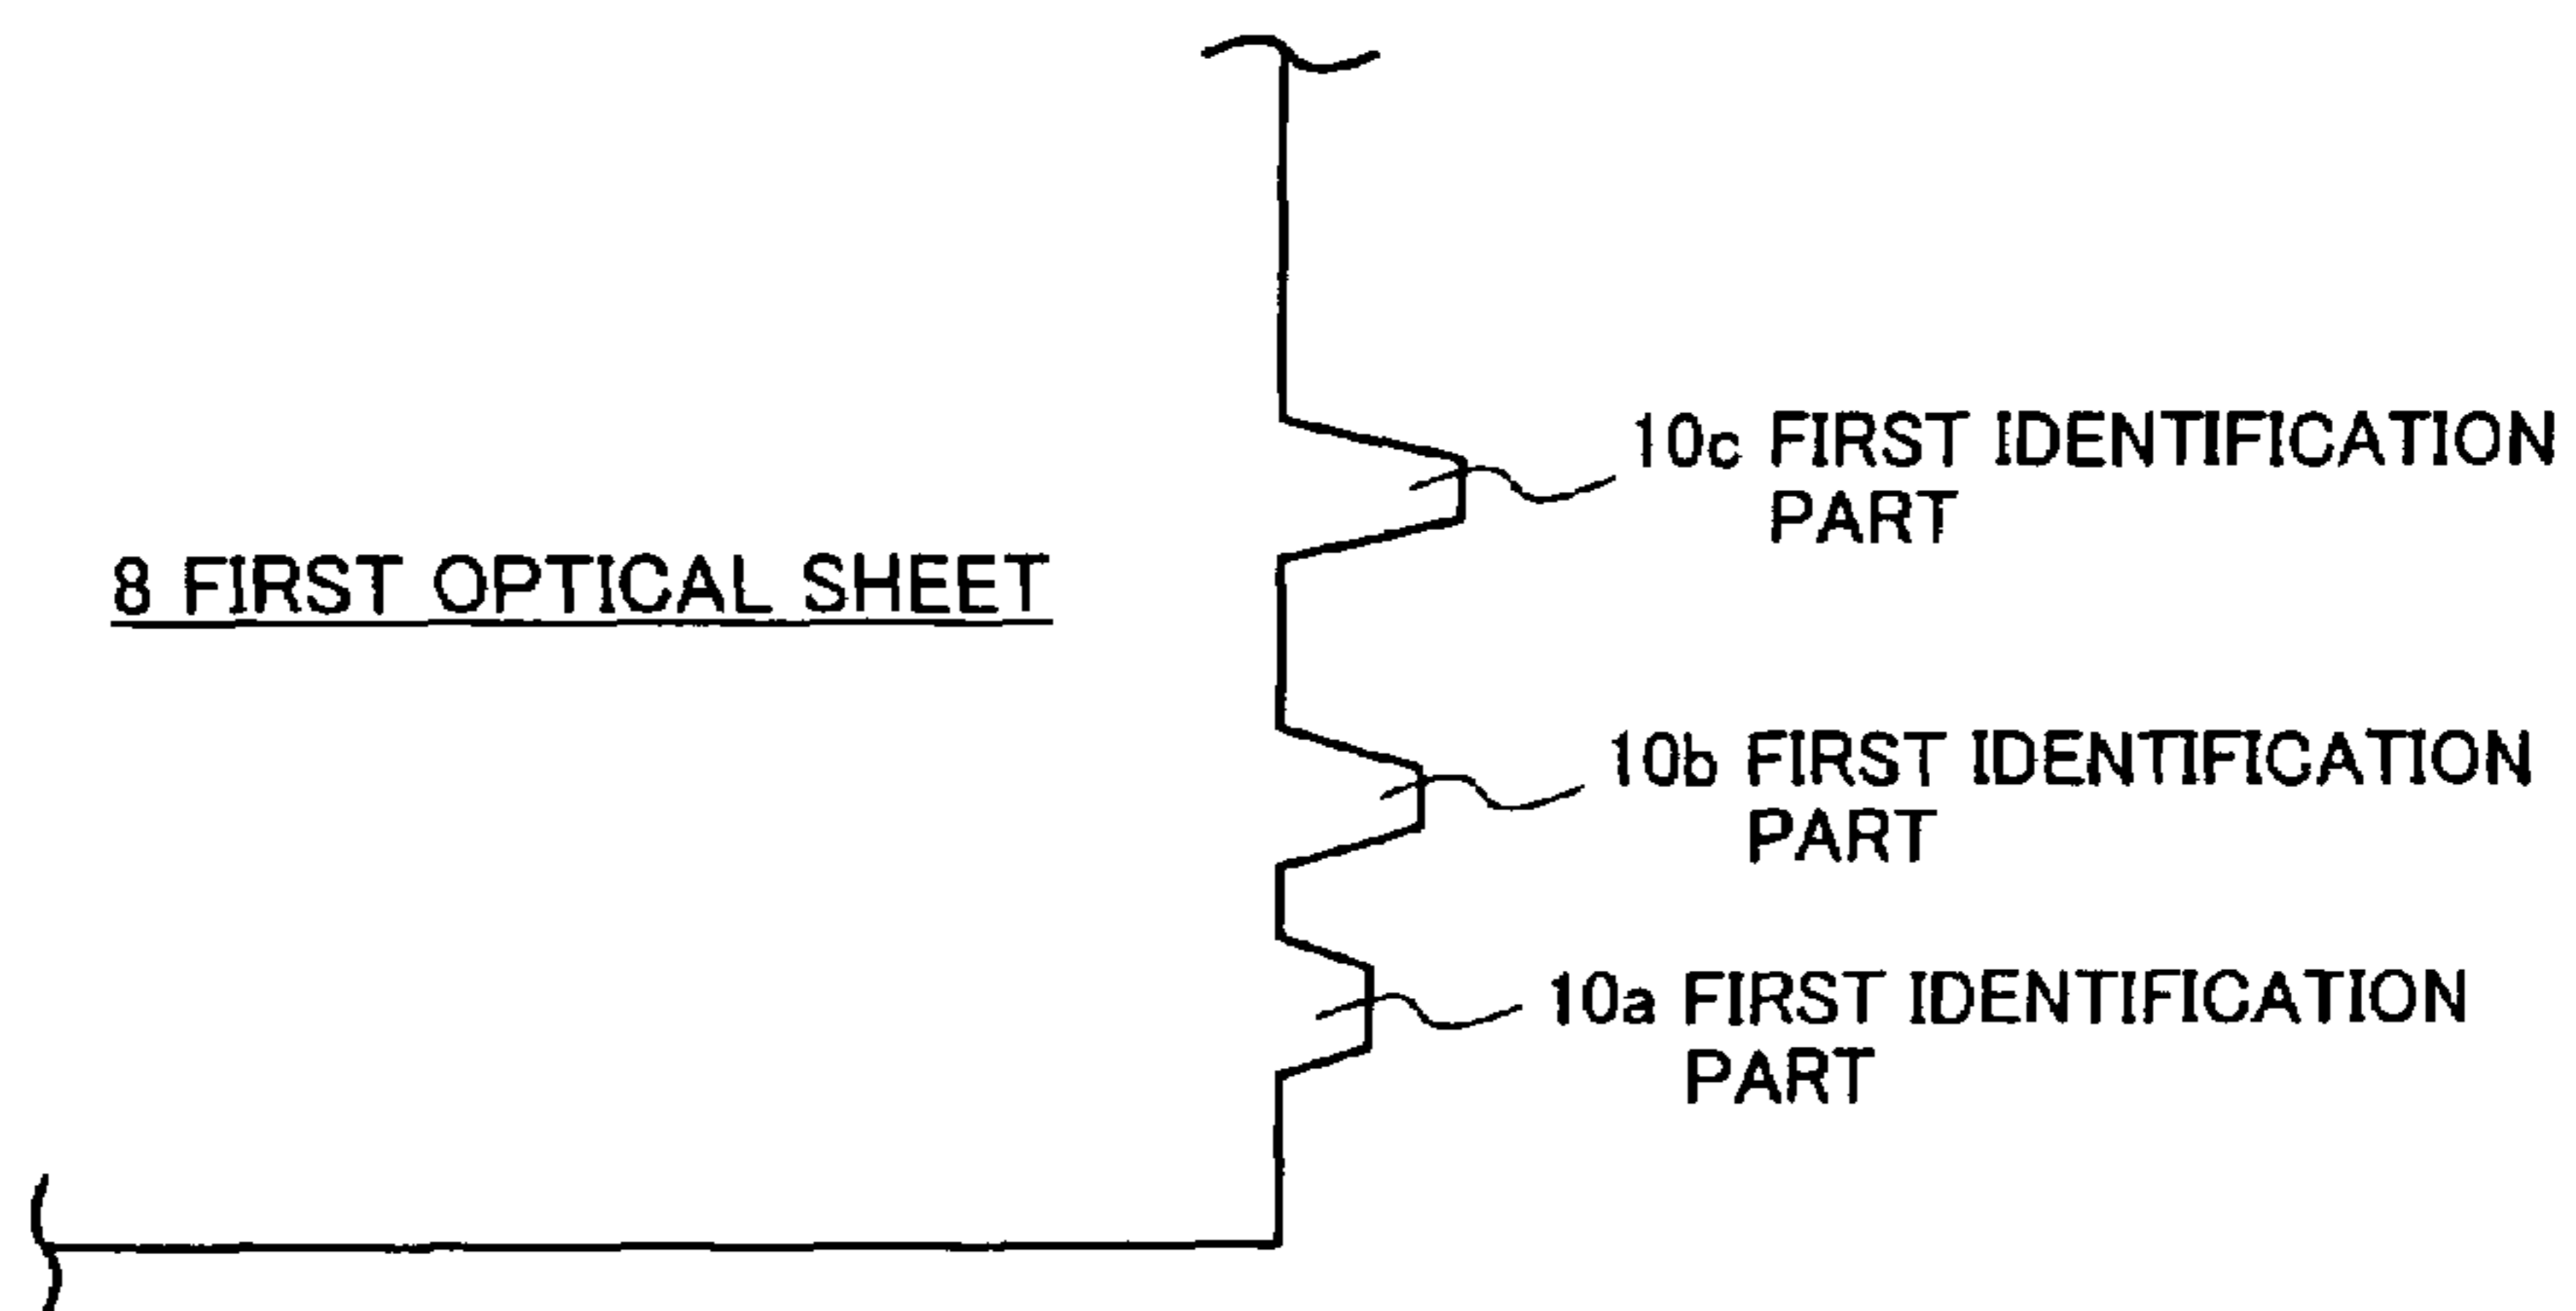 10c FIRST IDENTIFICATION
PART
8 FIRST OPTICAL SHEET
10b FIRST IDENTIFICATION
PART
10a FIRST IDENTIFICATION
PART